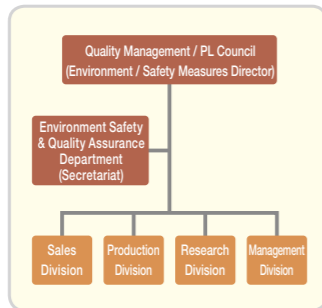 Quality Management / PL Council
(Environment / Safety Measures Director)
Environment Safety
& Quality Assurance
Department
(Secretariat)
Sales
Division
Production
Division
Research
Division
Management
Division